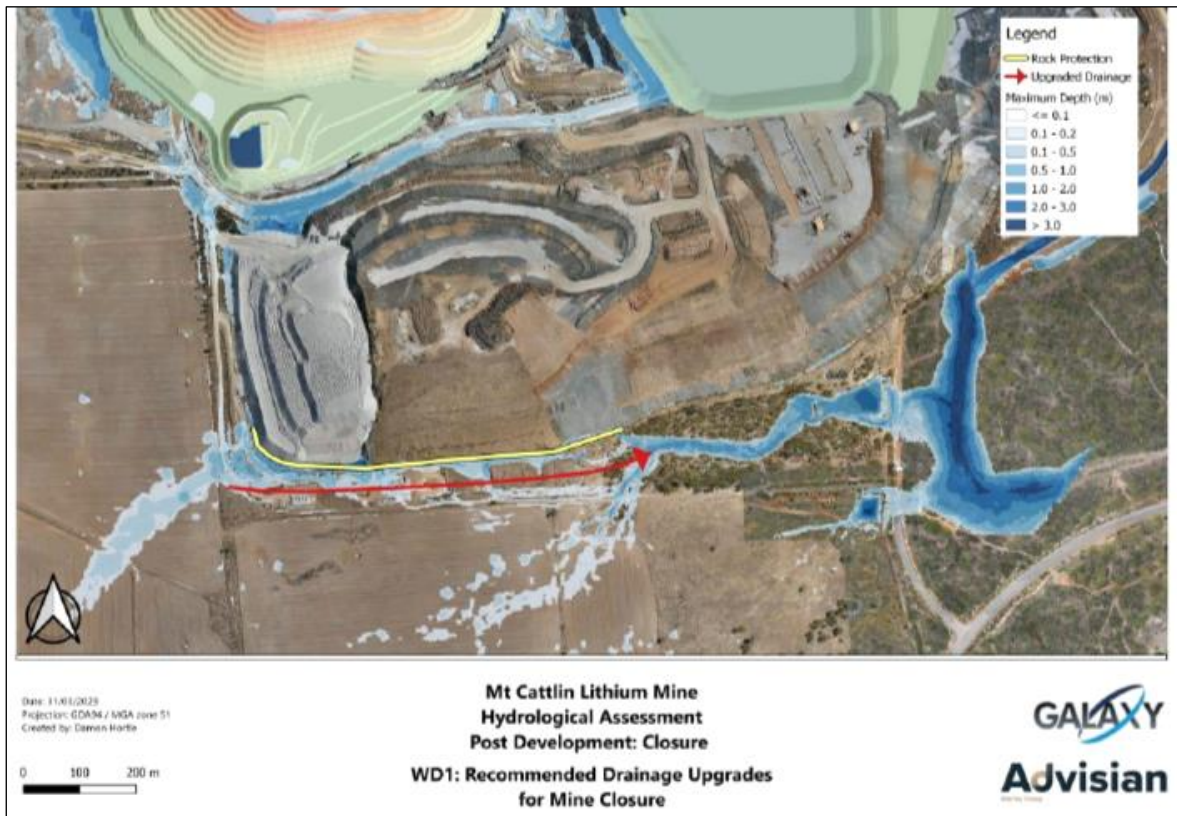 Legend
Rock Protection
Upgraded Drainage
Maximum Depth (m)
<= 0.1
0.1 - 0.2
0.1 - 0.5
0.5 - 1.0
1.0 - 2.0
2.0 - 3.0
> 3.0
Projection: GDA94 / MGA zone 51
Created by: Damon Hortle
0 100 200 m
Mt Cattlin Lithium Mine
Hydrological Assessment
Post Development: Closure
WD1: Recommended Drainage Upgrades
for Mine Closure
GALAXY
Advisian